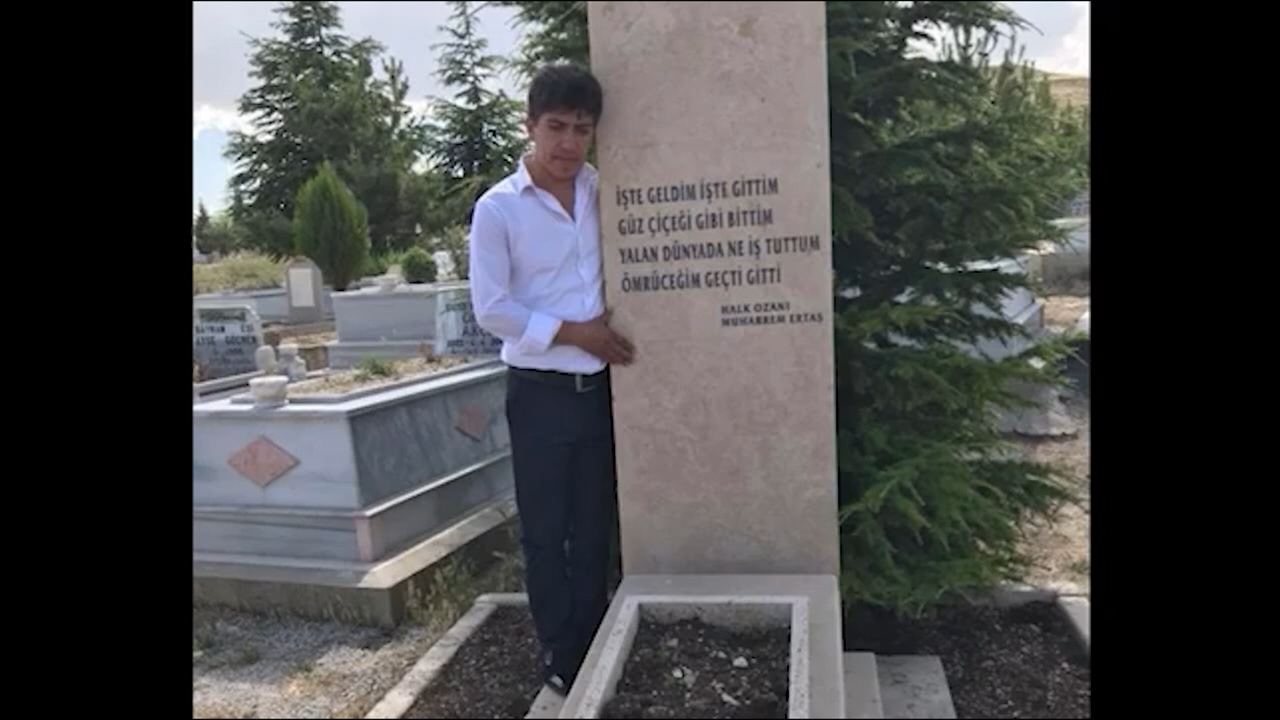 İŞTE GELDİM İŞTE GİTTİM
GÜZ ÇİÇEĞİ GİBİ BİTTİM
YALAN DÜNYADA NE İŞ TUTTUM
ÖMRÜCEĞİM GEÇTİ GİTTİ
HALK OZANI
MUHARREM ERTAŞ